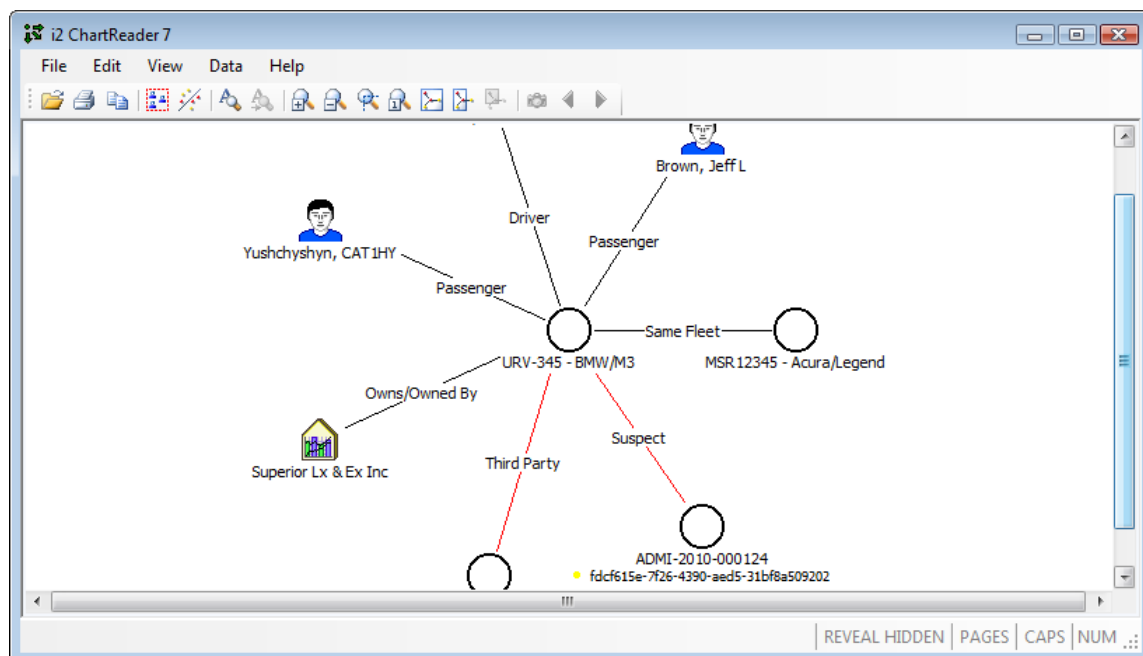 i2 ChartReader 7
File Edit View Data Help
Brown, Jeff L
Driver
Yushchyshyn, CAT1HY
Passenger
Passenger
Same Fleet
URV-345 - BMW/M3
MSR12345 - Acura/Legend
Owns/Owned By
Suspect
Third Party
Superior Lx & Ex Inc
ADMI-2010-000124
fdcf615e-7f26-4390-aed5-31bf8a509202
REVEAL HIDDEN PAGES CAPS NUM